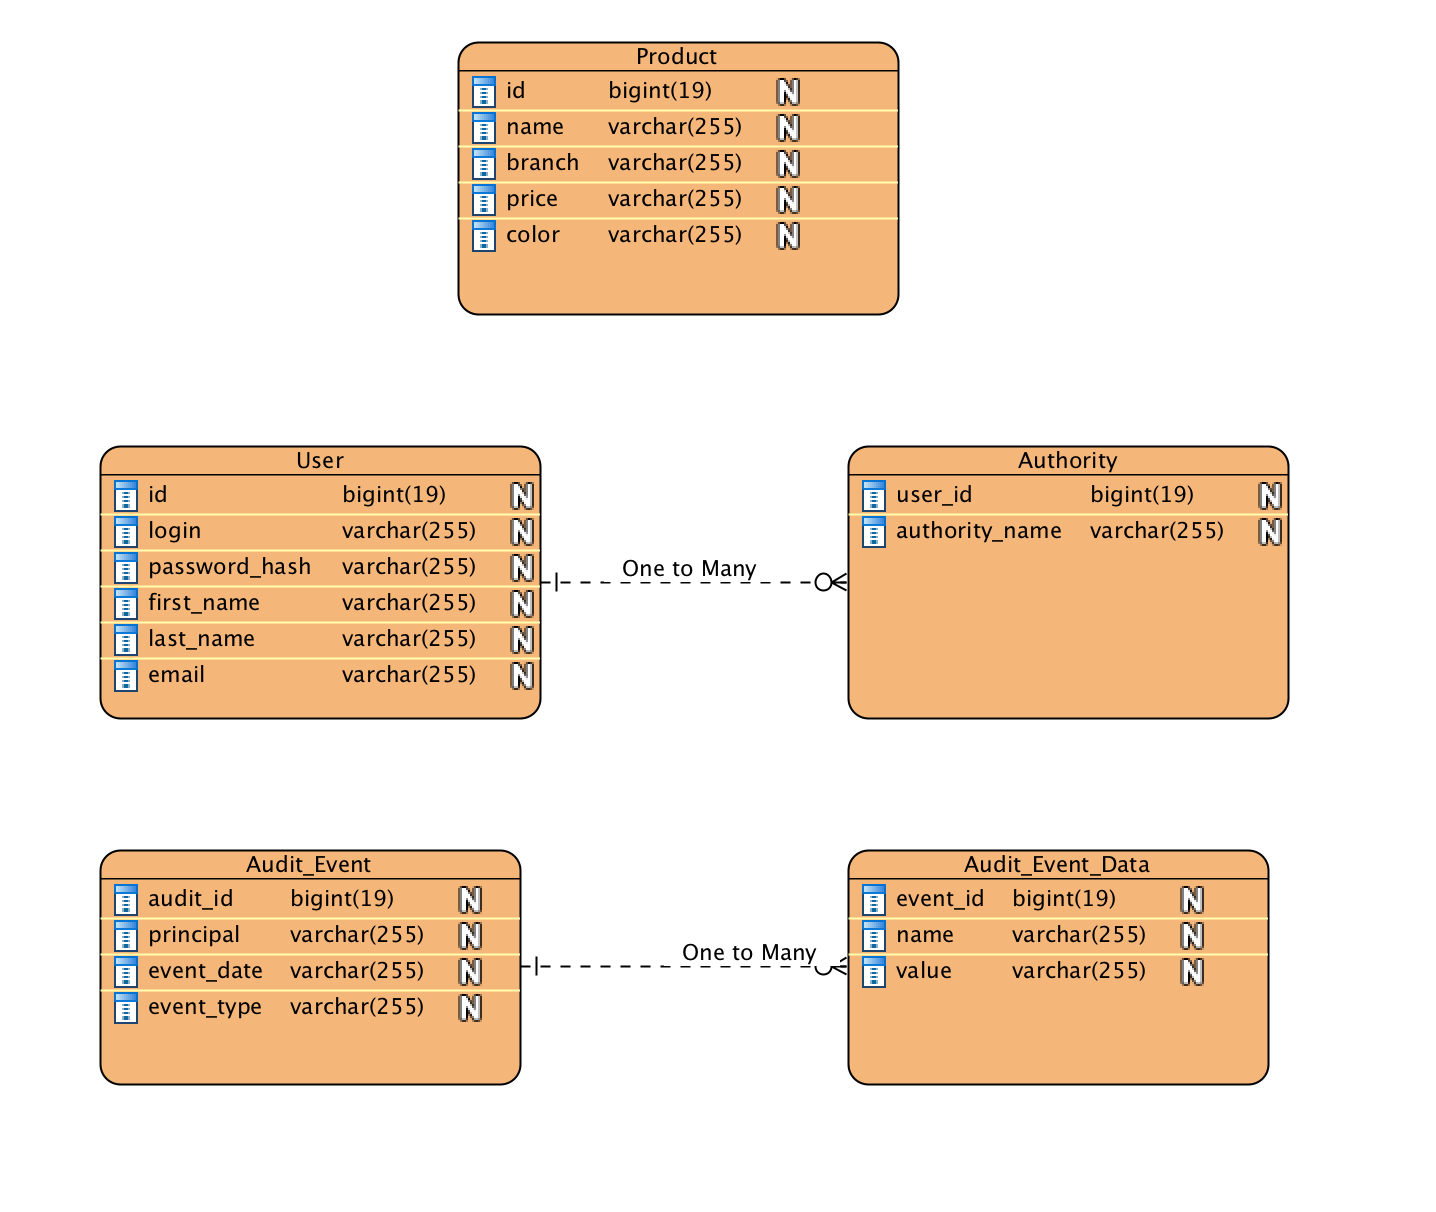 Product
id bigint(19) N
name varchar(255) N
branch varchar(255) N
price varchar(255) N
color varchar(255) N
User
id bigint(19) N
login varchar(255) N
password_hash varchar(255) N
first_name varchar(255) N
last_name varchar(255) N
email varchar(255) N
One to Many
Authority
user_id bigint(19) N
authority_name varchar(255) N
Audit_Event
audit_id bigint(19) N
principal varchar(255) N
event_date varchar(255) N
event_type varchar(255) N
One to Many
Audit_Event_Data
event_id bigint(19) N
name varchar(255) N
value varchar(255) N